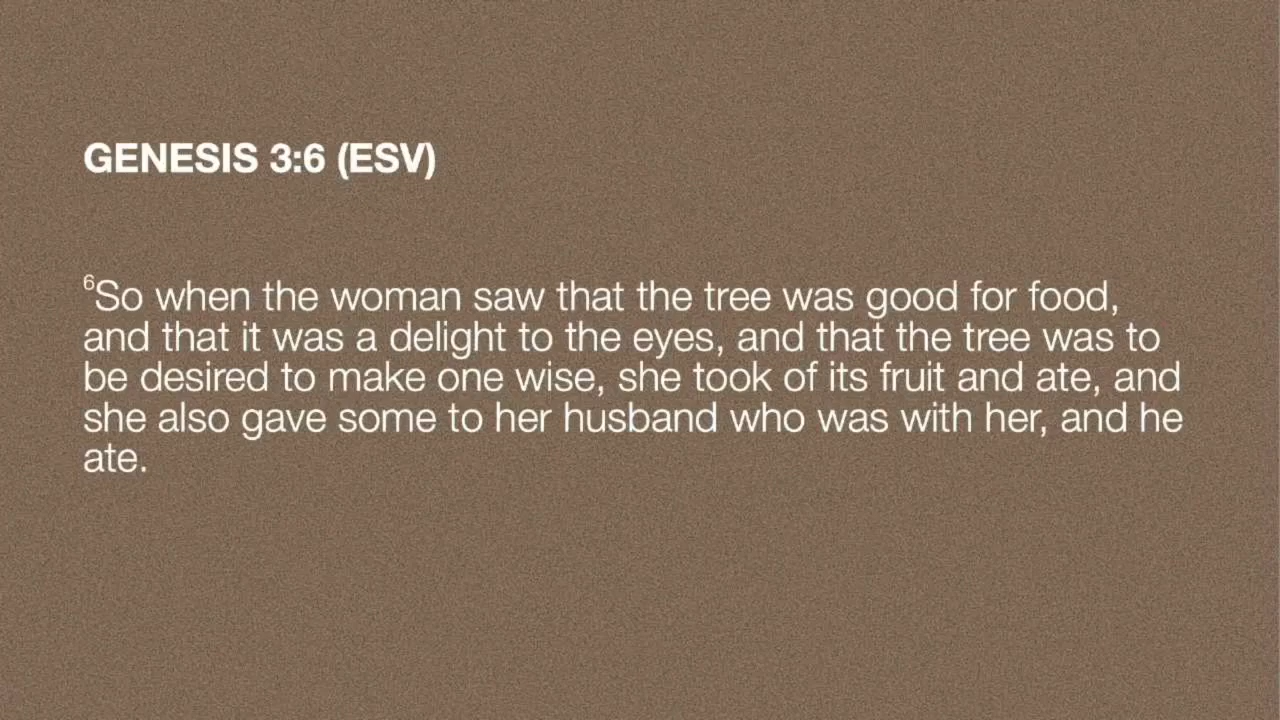 GENESIS 3:6 (ESV)
⁶So when the woman saw that the tree was good for food,
and that it was a delight to the eyes, and that the tree was to
be desired to make one wise, she took of its fruit and ate, and
she also gave some to her husband who was with her, and he
ate.